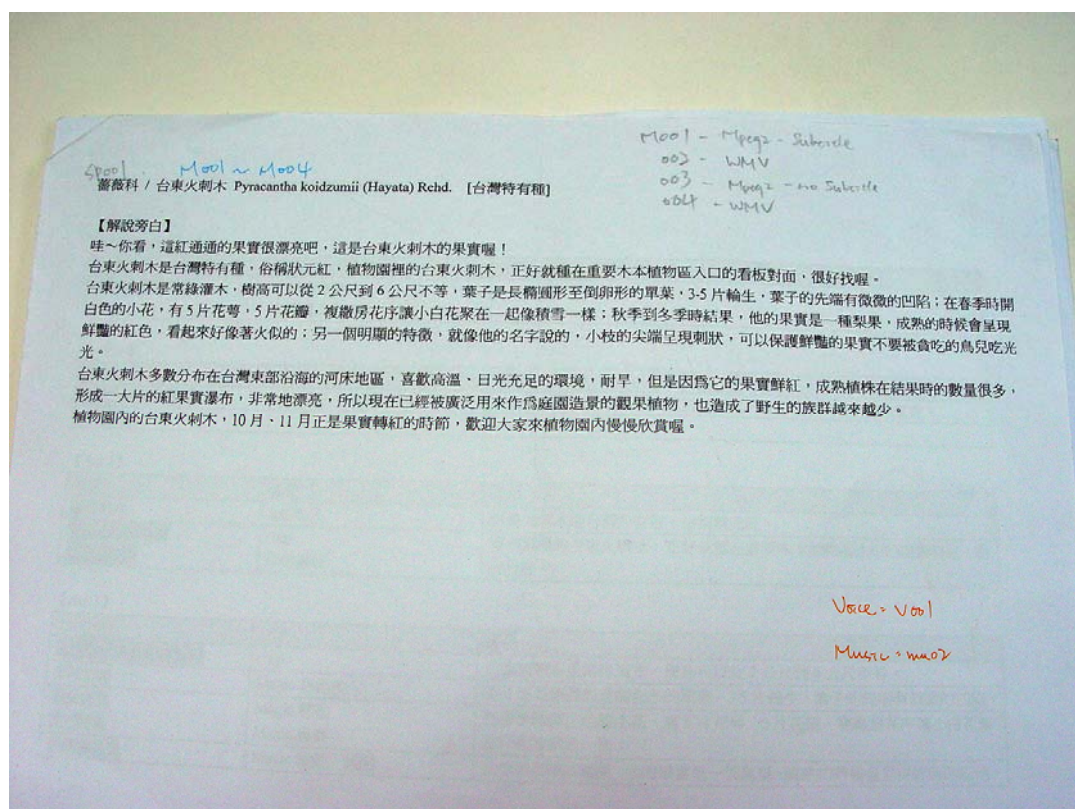 M001 - Mpeg2 - Subtitle
002 - WMV
003 - Mpeg2 - no Subtitle
004 - WMV
SP001. M001 ~ M004
薔薇科 / 台東火刺木 Pyracantha koidzumii (Hayata) Rehd. [台灣特有種]
【解說旁白】
哇～你看，這紅通通的果實很漂亮吧，這是台東火刺木的果實喔！
台東火刺木是台灣特有種，俗稱狀元紅，植物園裡的台東火刺木，正好就種在重要木本植物區入口的看板對面，很好找喔。
台東火刺木是常綠灌木，樹高可以從 2 公尺到 6 公尺不等，葉子是長橢圓形至倒卵形的單葉，3-5 片輪生，葉子的先端有微微的凹陷；在春季時開
白色的小花，有 5 片花萼，5 片花瓣，複繖房花序讓小白花聚在一起像積雪一樣；秋季到冬季時結果，他的果實是一種梨果，成熟的時候會呈現
鮮豔的紅色，看起來好像著火似的；另一個明顯的特徵，就像他的名字說的，小枝的尖端呈現刺狀，可以保護鮮豔的果實不要被貪吃的鳥兒吃光
光。
台東火刺木多數分布在台灣東部沿海的河床地區，喜歡高溫、日光充足的環境，耐旱，但是因為它的果實鮮紅，成熟植株在結果時的數量很多，
形成一大片的紅果實瀑布，非常地漂亮，所以現在已經被廣泛用來作為庭園造景的觀果植物，也造成了野生的族群越來越少。
植物園內的台東火刺木，10 月、11 月正是果實轉紅的時節，歡迎大家來植物園內慢慢欣賞喔。
Voice = V001
Music = mu02